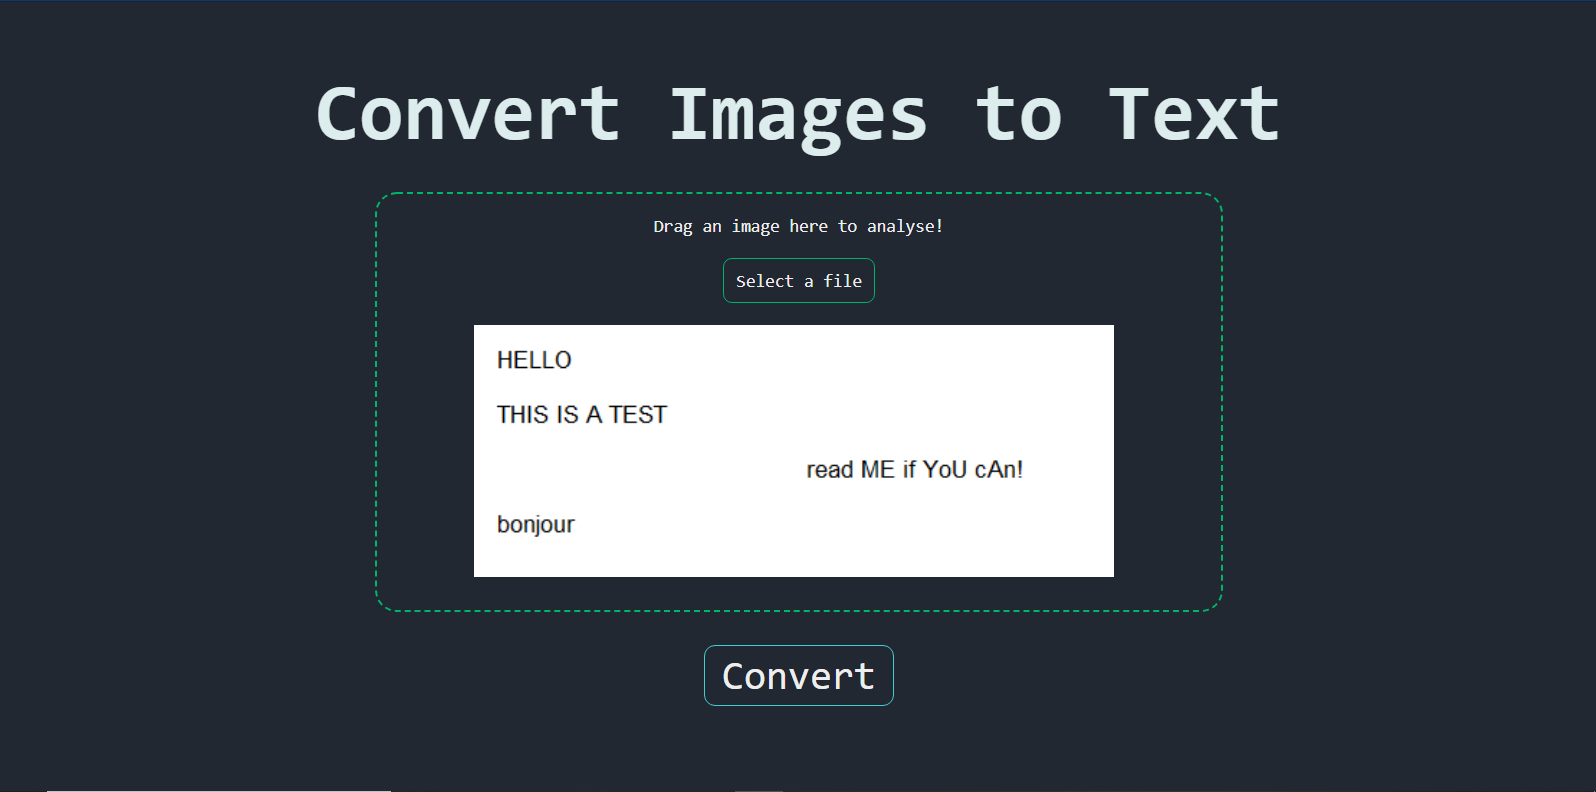 Convert Images to Text
Drag an image here to analyse!
Select a file
HELLO
THIS IS A TEST
read ME if YoU cAn!
bonjour
Convert